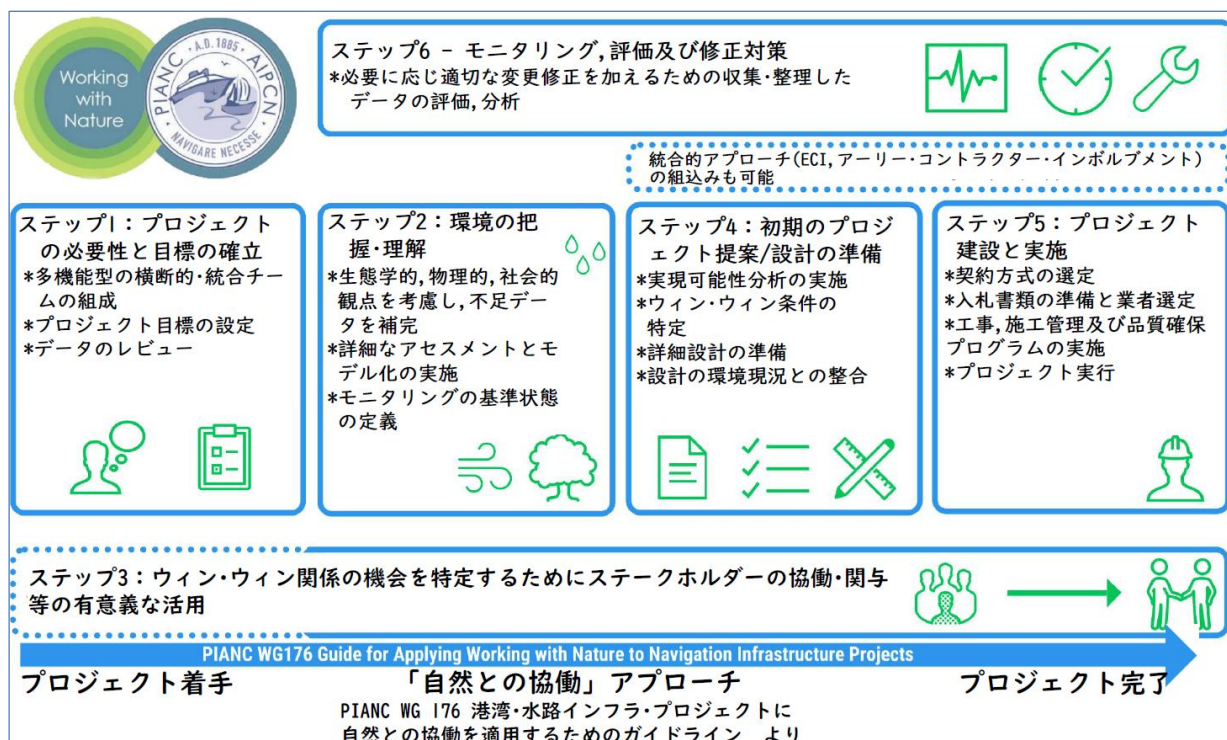 Working
with
Nature
PIANC · A.D. 1885 · AIPCN
NAVIGARE NECESSE
ステップ6 - モニタリング,評価及び修正対策
*必要に応じ適切な変更修正を加えるための収集・整理した
データの評価,分析
統合的アプローチ(ECI,アーリー・コントラクター・インボルブメント)
の組込みも可能
ステップ1:プロジェクト
の必要性と目標の確立
*多機能型の横断的・統合チー
ムの組成
*プロジェクト目標の設定
*データのレビュー
ステップ2:環境の把
握・理解
*生態学的,物理的,社会的
観点を考慮し,不足デー
タを補完
*詳細なアセスメントとモ
デル化の実施
*モニタリングの基準状態
の定義
ステップ4:初期のプロジ
ェクト提案/設計の準備
*実現可能性分析の実施
*ウィン・ウィン条件の
特定
*詳細設計の準備
*設計の環境現況との整合
ステップ5:プロジェクト
建設と実施
*契約方式の選定
*入札書類の準備と業者選定
*工事,施工管理及び品質確保
プログラムの実施
*プロジェクト実行
ステップ3:ウィン・ウィン関係の機会を特定するためにステークホルダーの協働・関与
等の有意義な活用
PIANC WG176 Guide for Applying Working with Nature to Navigation Infrastructure Projects
プロジェクト着手
「自然との協働」アプローチ
プロジェクト完了
PIANC WG 176 港湾・水路インフラ・プロジェクトに
自然との協働を適用するためのガイドライン より